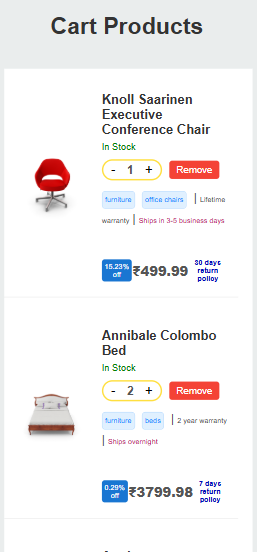 Cart Products
Knoll Saarinen
Executive
Conference Chair
In Stock
- 1 + Remove
furniture office chairs | Lifetime
warranty | Ships in 3-5 business days
15.23%
off
₹499.99
30 days
return
policy
Annibale Colombo
Bed
In Stock
- 2 + Remove
furniture beds | 2 year warranty
| Ships overnight
0.29%
off
₹3799.98
7 days
return
policy